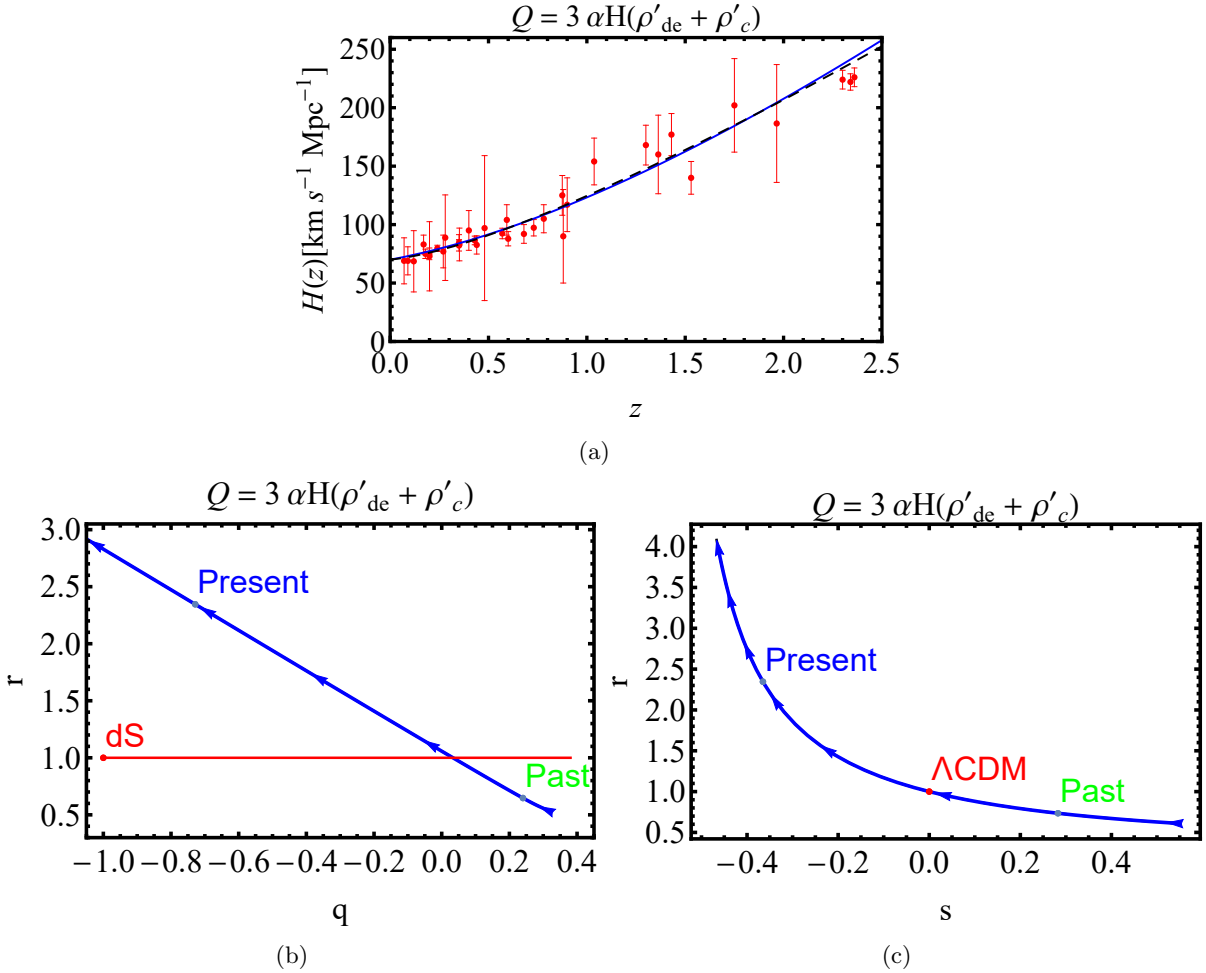 Q = 3 αH(ρ′de + ρ′c)
H(z)[km s⁻¹ Mpc⁻¹]
250
200
150
100
50
0
0.0 0.5 1.0 1.5 2.0 2.5
z
(a)
Q = 3 αH(ρ′de + ρ′c)
r
3.0
2.5
2.0
1.5
1.0
0.5
Present
dS
Past
−1.0 −0.8 −0.6 −0.4 −0.2 0.0 0.2 0.4
q
(b)
Q = 3 αH(ρ′de + ρ′c)
r
4.0
3.5
3.0
2.5
2.0
1.5
1.0
0.5
Present
ΛCDM
Past
−0.4 −0.2 0.0 0.2 0.4
s
(c)